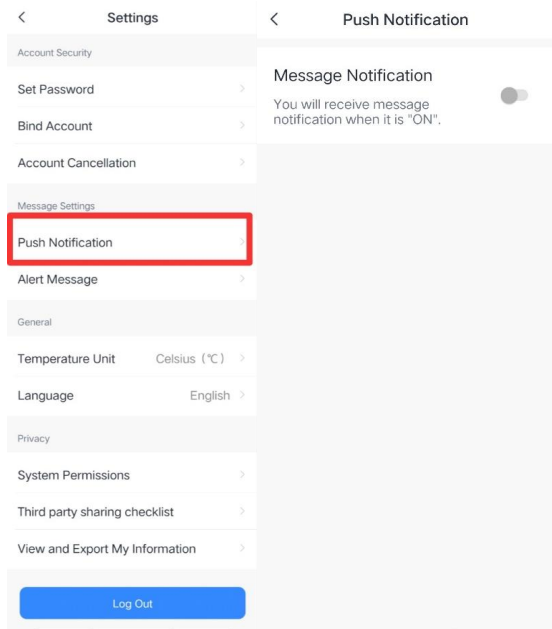 Settings
Account Security
Set Password
Bind Account
Account Cancellation
Message Settings
Push Notification
Alert Message
General
Temperature Unit Celsius (℃)
Language English
Privacy
System Permissions
Third party sharing checklist
View and Export My Information
Log Out
Push Notification
Message Notification
You will receive message
notification when it is "ON".